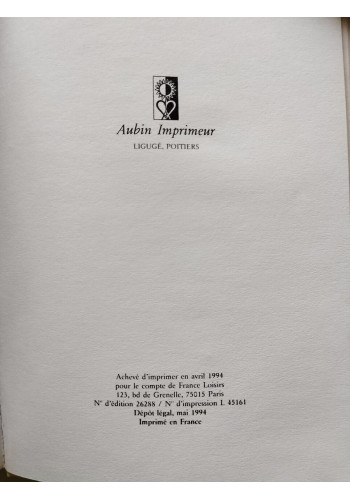 Aubin Imprimeur
LIGUGÉ, POITIERS
Achevé d'imprimer en avril 1994
pour le compte de France Loisirs
123, bd de Grenelle, 75015 Paris
N° d'édition 26288 / N° d'impression L 45161
Dépôt légal, mai 1994
Imprimé en France